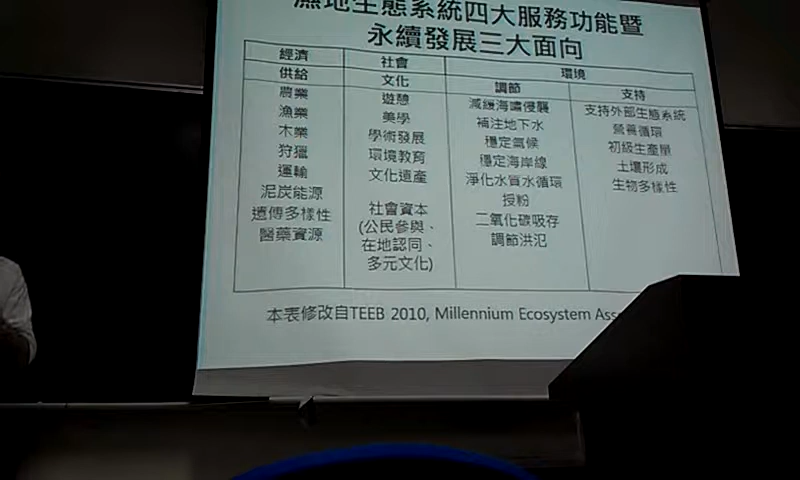 濕地生態系統四大服務功能暨
永續發展三大面向
經濟 社會 環境
供給 文化 調節 支持
農業 遊憩 減緩海嘯侵襲 支持外部生態系統
漁業 美學 補注地下水 營養循環
木業 學術發展 穩定氣候 初級生產量
狩獵 環境教育 穩定海岸線 土壤形成
運輸 文化遺產 淨化水質水循環 生物多樣性
泥炭能源 授粉
遺傳多樣性 社會資本 二氧化碳吸存
醫藥資源 (公民參與、 調節洪氾
在地認同、
多元文化)
本表修改自TEEB 2010, Millennium Ecosystem